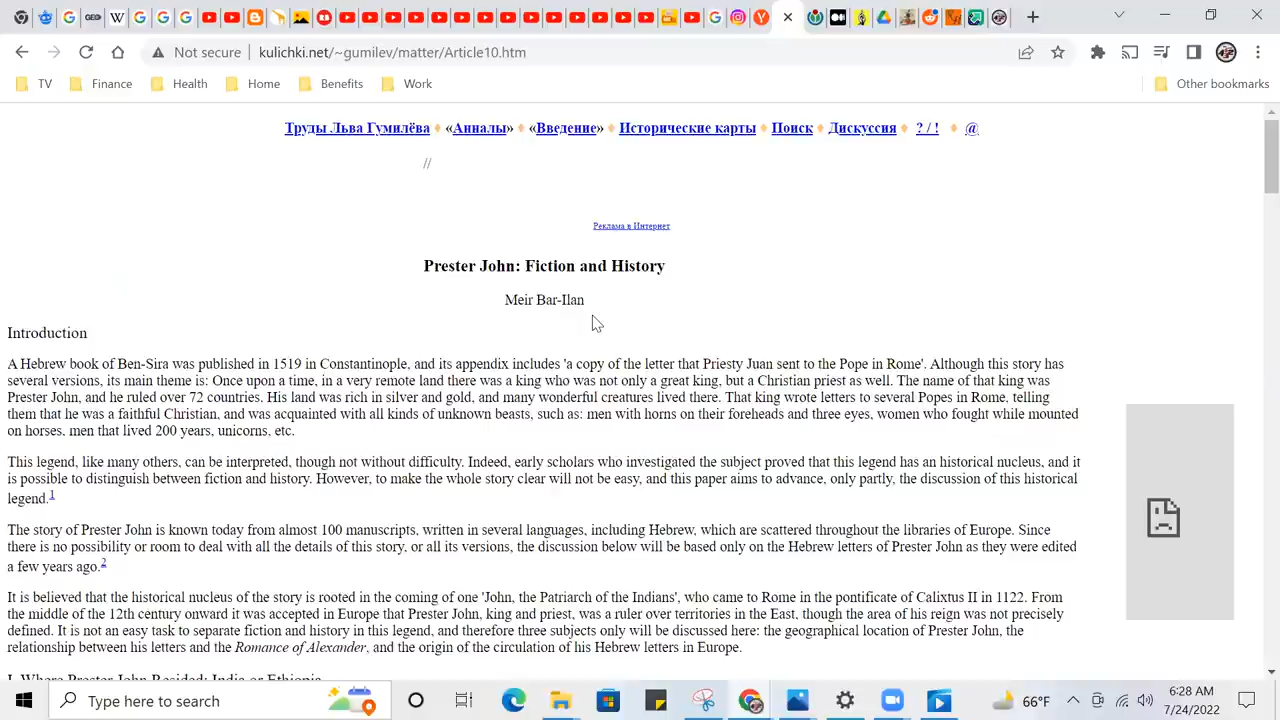 Not secure
kulichki.net/~gumilev/matter/Article10.htm
TV
Finance
Health
Home
Benefits
Work
Other bookmarks
Труды Льва Гумилёва «Анналы» «Введение» Исторические карты Поиск Дискуссия ? / ! @
//
Реклама в Интернет
Prester John: Fiction and History
Meir Bar-Ilan
Introduction
A Hebrew book of Ben-Sira was published in 1519 in Constantinople, and its appendix includes 'a copy of the letter that Priesty Juan sent to the Pope in Rome'. Although this story has
several versions, its main theme is: Once upon a time, in a very remote land there was a king who was not only a great king, but a Christian priest as well. The name of that king was
Prester John, and he ruled over 72 countries. His land was rich in silver and gold, and many wonderful creatures lived there. That king wrote letters to several Popes in Rome, telling
them that he was a faithful Christian, and was acquainted with all kinds of unknown beasts, such as: men with horns on their foreheads and three eyes, women who fought while mounted
on horses, men that lived 200 years, unicorns, etc.
This legend, like many others, can be interpreted, though not without difficulty. Indeed, early scholars who investigated the subject proved that this legend has an historical nucleus, and it
is possible to distinguish between fiction and history. However, to make the whole story clear will not be easy, and this paper aims to advance, only partly, the discussion of this historical
legend.1
The story of Prester John is known today from almost 100 manuscripts, written in several languages, including Hebrew, which are scattered throughout the libraries of Europe. Since
there is no possibility or room to deal with all the details of this story, or all its versions, the discussion below will be based only on the Hebrew letters of Prester John as they were edited
a few years ago.2
It is believed that the historical nucleus of the story is rooted in the coming of one 'John, the Patriarch of the Indians', who came to Rome in the pontificate of Calixtus II in 1122. From
the middle of the 12th century onward it was accepted in Europe that Prester John, king and priest, was a ruler over territories in the East, though the area of his reign was not precisely
defined. It is not an easy task to separate fiction and history in this legend, and therefore three subjects only will be discussed here: the geographical location of Prester John, the
relationship between his letters and the Romance of Alexander, and the origin of the circulation of his Hebrew letters in Europe.
I. Where Prester John Resided: India or Ethiopia
Type here to search
66°F
6:28 AM
7/24/2022